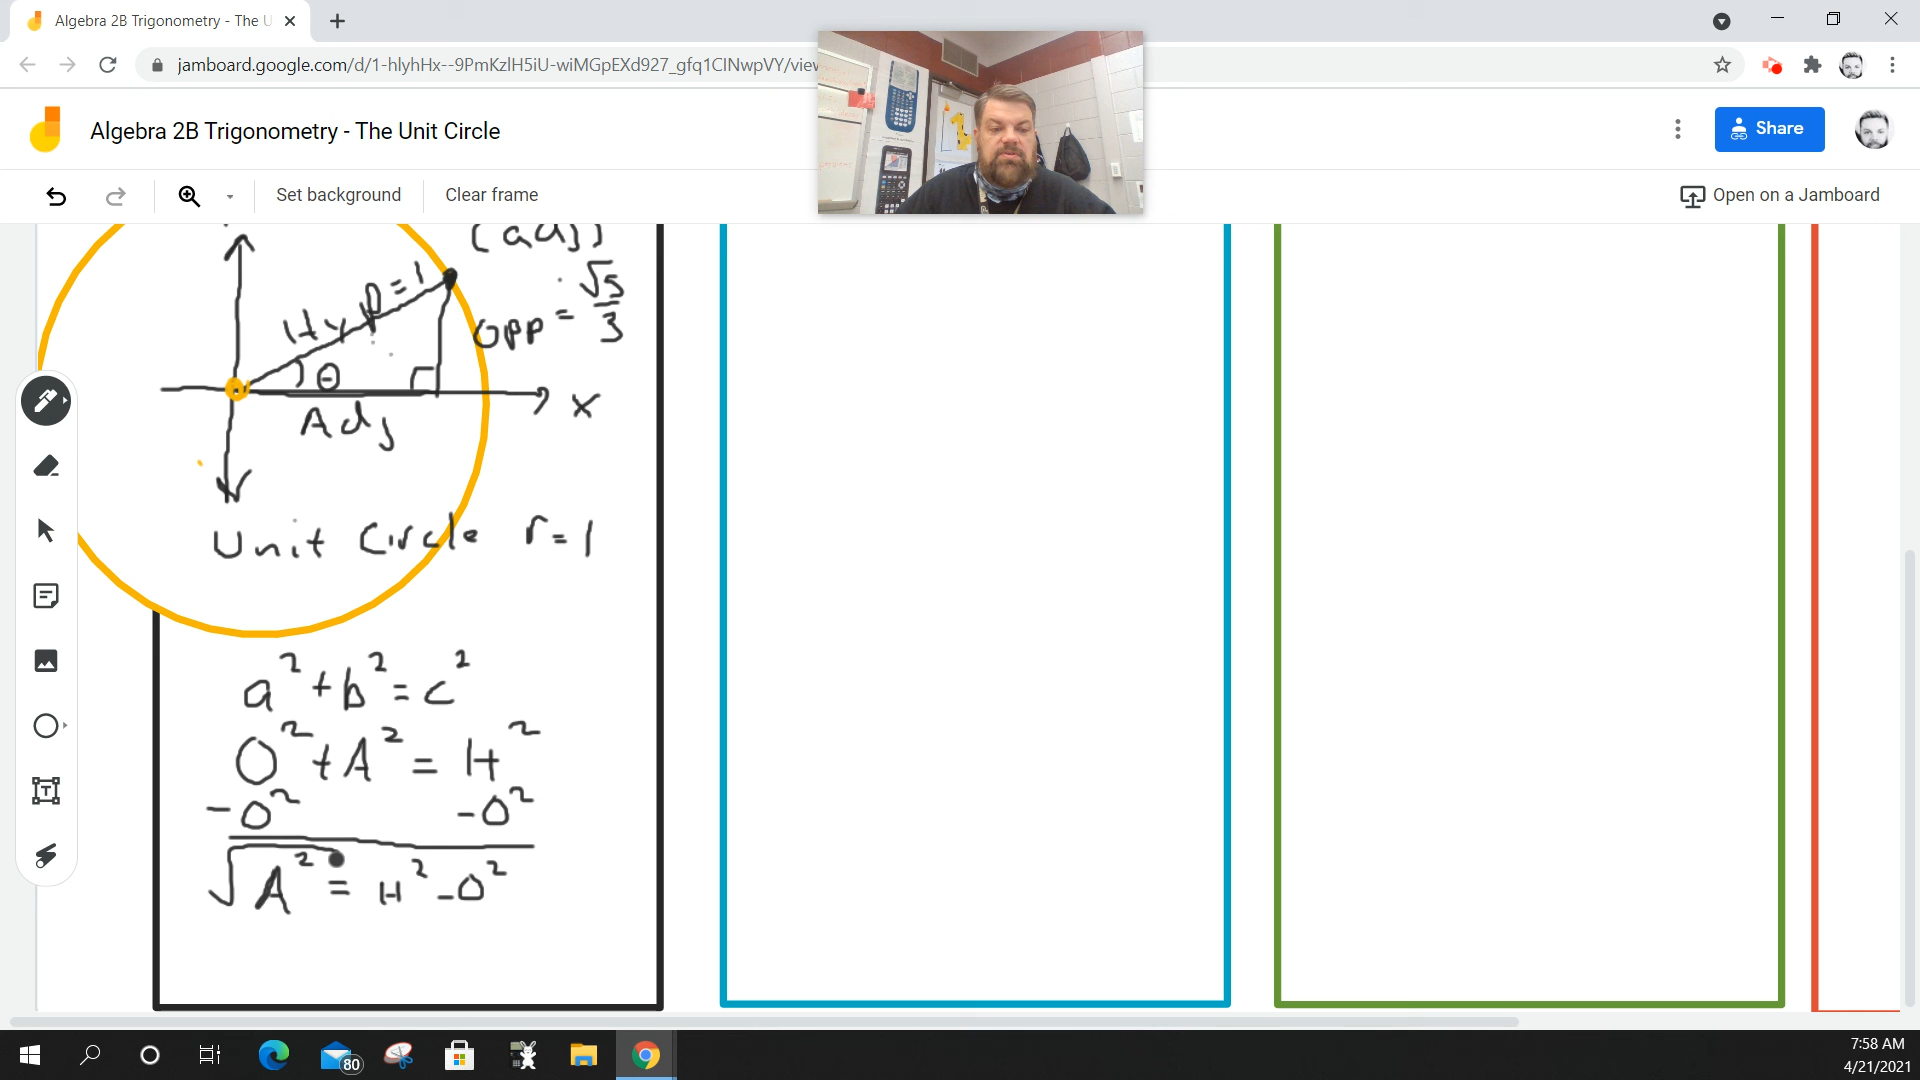 Algebra 2B Trigonometry - The U
jamboard.google.com/d/1-hlyhHx--9PmKzlH5iU-wiMGpEXd927_gfq1CINwpVY/view
Algebra 2B Trigonometry - The Unit Circle
Share
Set background
Clear frame
Open on a Jamboard
(adj)
Hyp = 1
opp = √5/3
θ
x
Adj
Unit Circle r = 1
a² + b² = c²
O² + A² = H²
-O² -O²
√A² = H² - O²
80
7:58 AM
4/21/2021